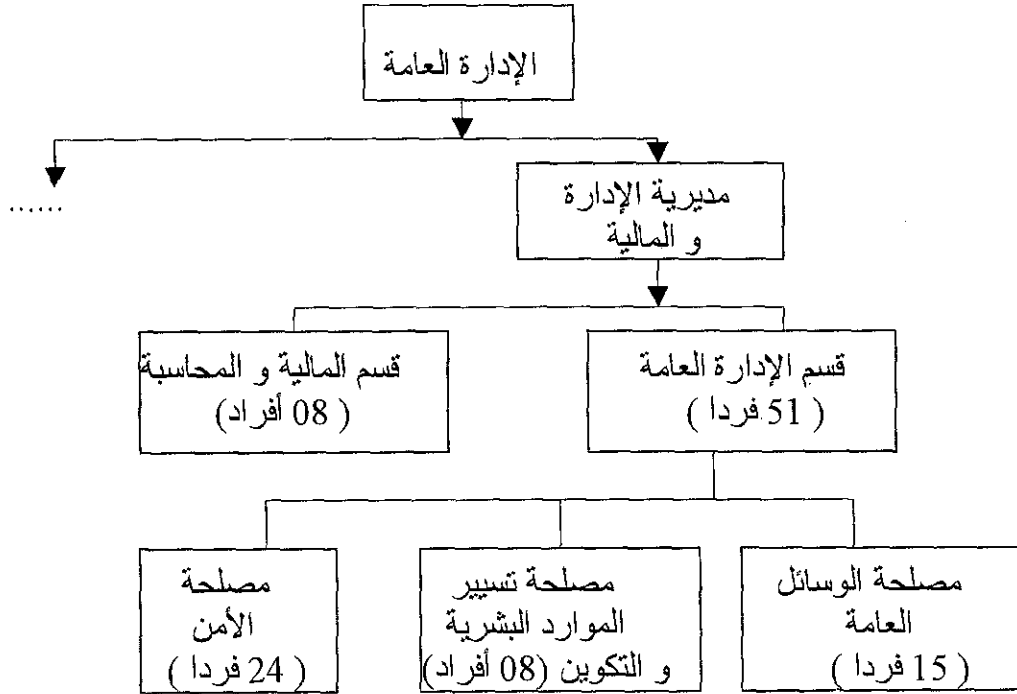 الإدارة العامة
......
مديرية الإدارة
و المالية
قسم الإدارة العامة
( 51 فردا )
قسم المالية و المحاسبة
( 08 أفراد)
مصلحة الوسائل
العامة
( 15 فردا )
مصلحة تسيير
الموارد البشرية
و التكوين (08 أفراد)
مصلحة
الأمن
( 24 فردا )